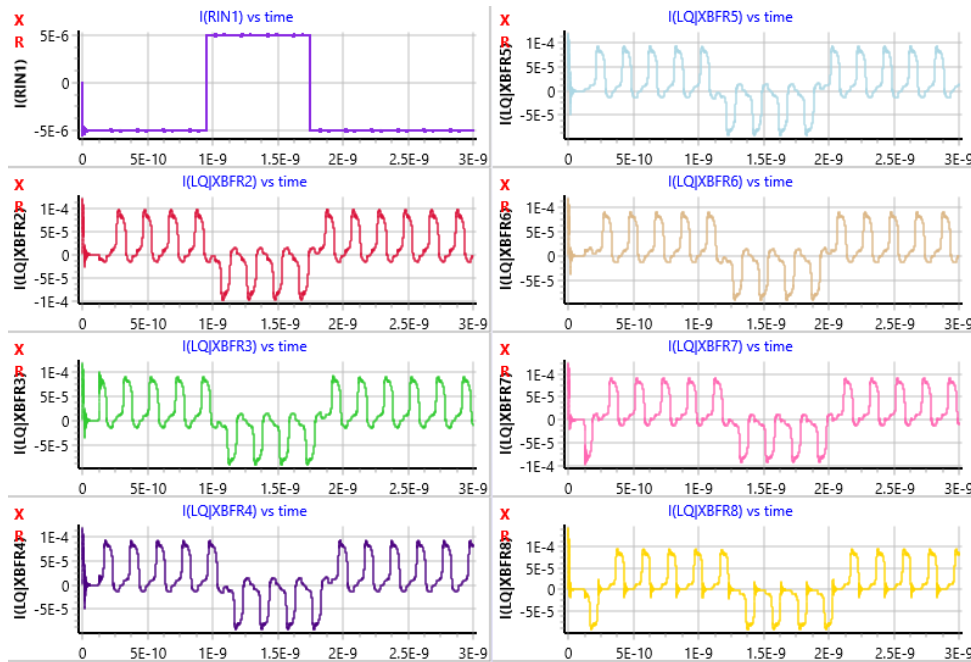 X
R
I(RIN1) vs time
I(RIN1)
5E-6
0
-5E-6
0 5E-10 1E-9 1.5E-9 2E-9 2.5E-9 3E-9
X
R
I(LQ|XBFR5) vs time
I(LQ|XBFR5)
1E-4
5E-5
0
-5E-5
0 5E-10 1E-9 1.5E-9 2E-9 2.5E-9 3E-9
X
R
I(LQ|XBFR2) vs time
I(LQ|XBFR2)
1E-4
5E-5
0
-5E-5
-1E-4
0 5E-10 1E-9 1.5E-9 2E-9 2.5E-9 3E-9
X
R
I(LQ|XBFR6) vs time
I(LQ|XBFR6)
1E-4
5E-5
0
-5E-5
0 5E-10 1E-9 1.5E-9 2E-9 2.5E-9 3E-9
X
R
I(LQ|XBFR3) vs time
I(LQ|XBFR3)
1E-4
5E-5
0
-5E-5
0 5E-10 1E-9 1.5E-9 2E-9 2.5E-9 3E-9
X
R
I(LQ|XBFR7) vs time
I(LQ|XBFR7)
1E-4
5E-5
0
-5E-5
-1E-4
0 5E-10 1E-9 1.5E-9 2E-9 2.5E-9 3E-9
X
R
I(LQ|XBFR4) vs time
I(LQ|XBFR4)
1E-4
5E-5
0
-5E-5
0 5E-10 1E-9 1.5E-9 2E-9 2.5E-9 3E-9
X
R
I(LQ|XBFR8) vs time
I(LQ|XBFR8)
1E-4
5E-5
0
-5E-5
0 5E-10 1E-9 1.5E-9 2E-9 2.5E-9 3E-9